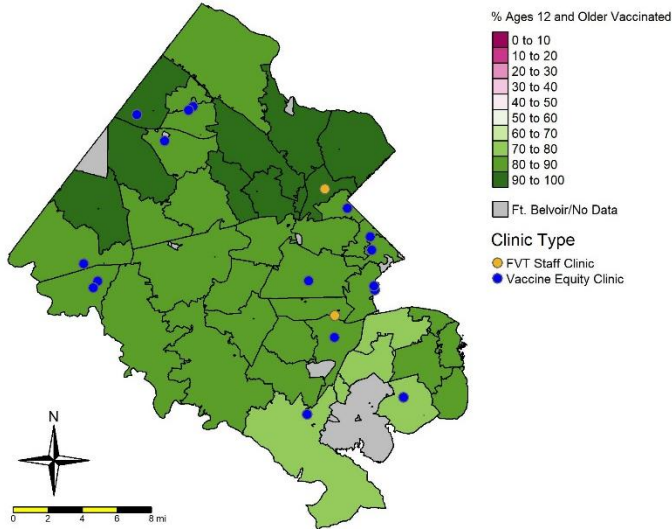 % Ages 12 and Older Vaccinated
0 to 10
10 to 20
20 to 30
30 to 40
40 to 50
50 to 60
60 to 70
70 to 80
80 to 90
90 to 100
Ft. Belvoir/No Data
Clinic Type
FVT Staff Clinic
Vaccine Equity Clinic
N
0 2 4 6 8 mi